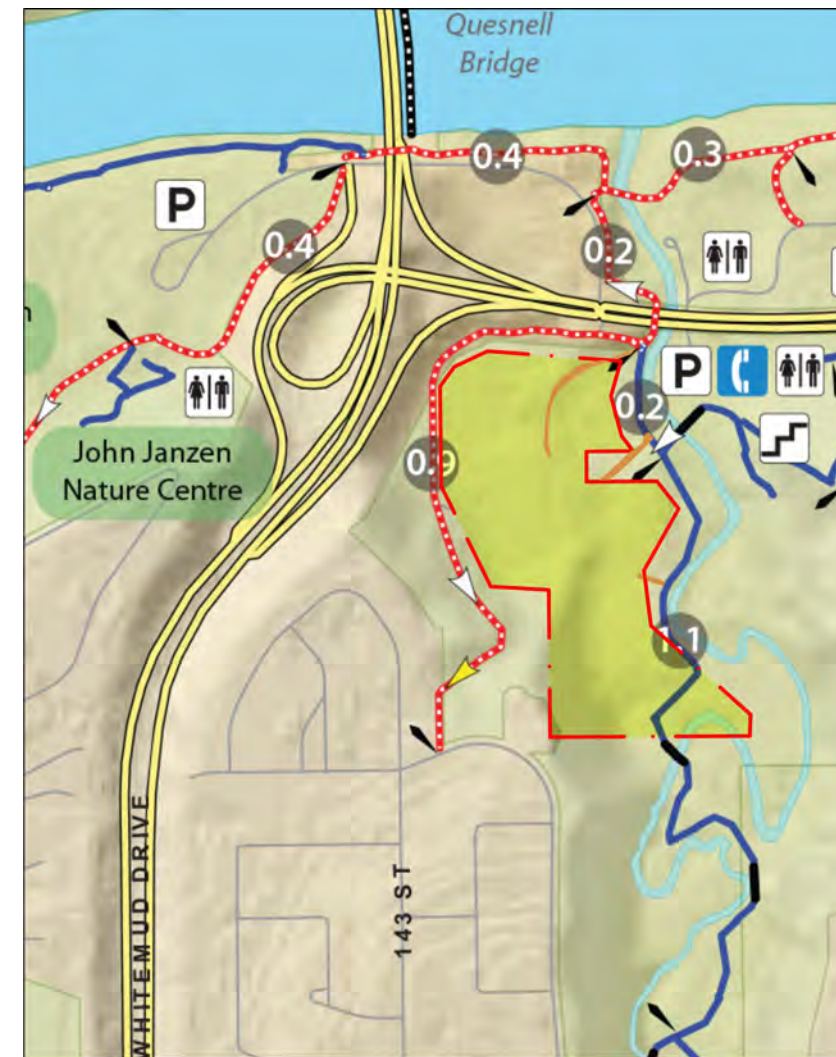 Quesnell
Bridge
0.4
0.3
P
0.4
0.2
P
0.2
John Janzen
Nature Centre
0.9
1.1
WHITEMUD DRIVE
143 ST